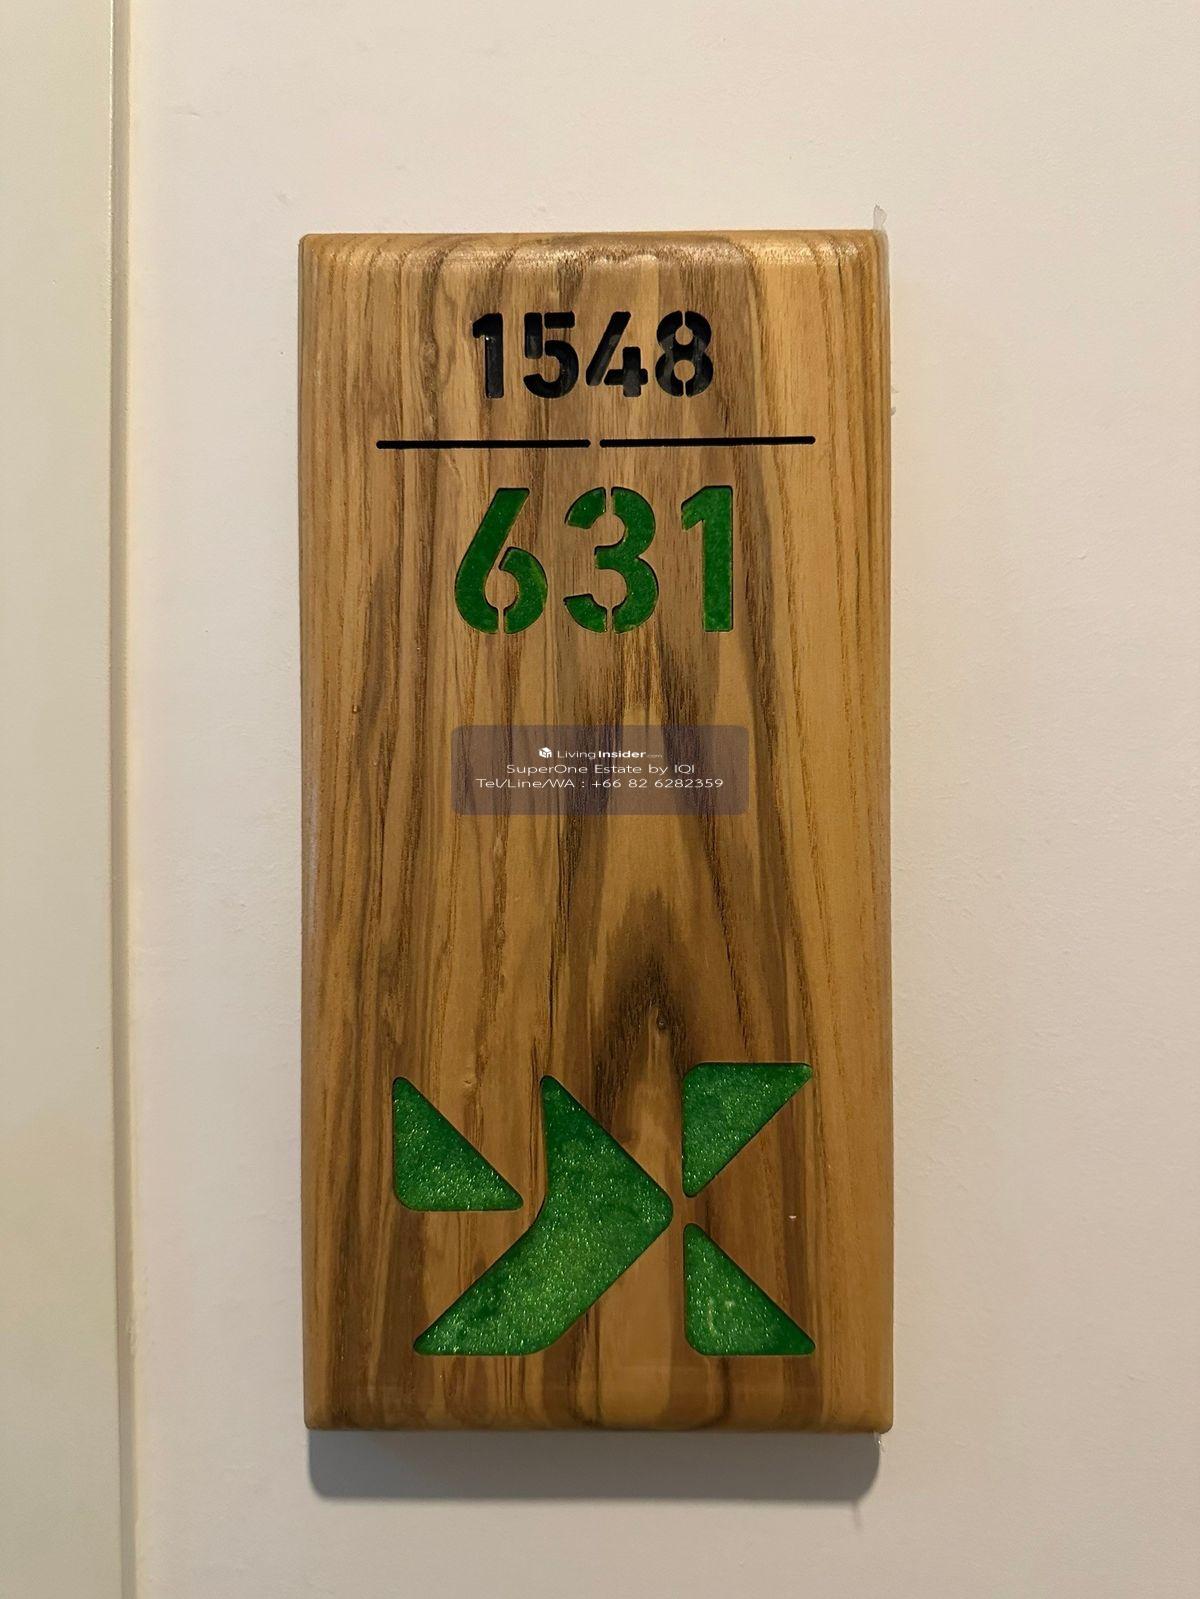 1548
631
LivingInsider.com
SuperOne Estate by IQI
Tel/Line/WA : +66 82 6282359